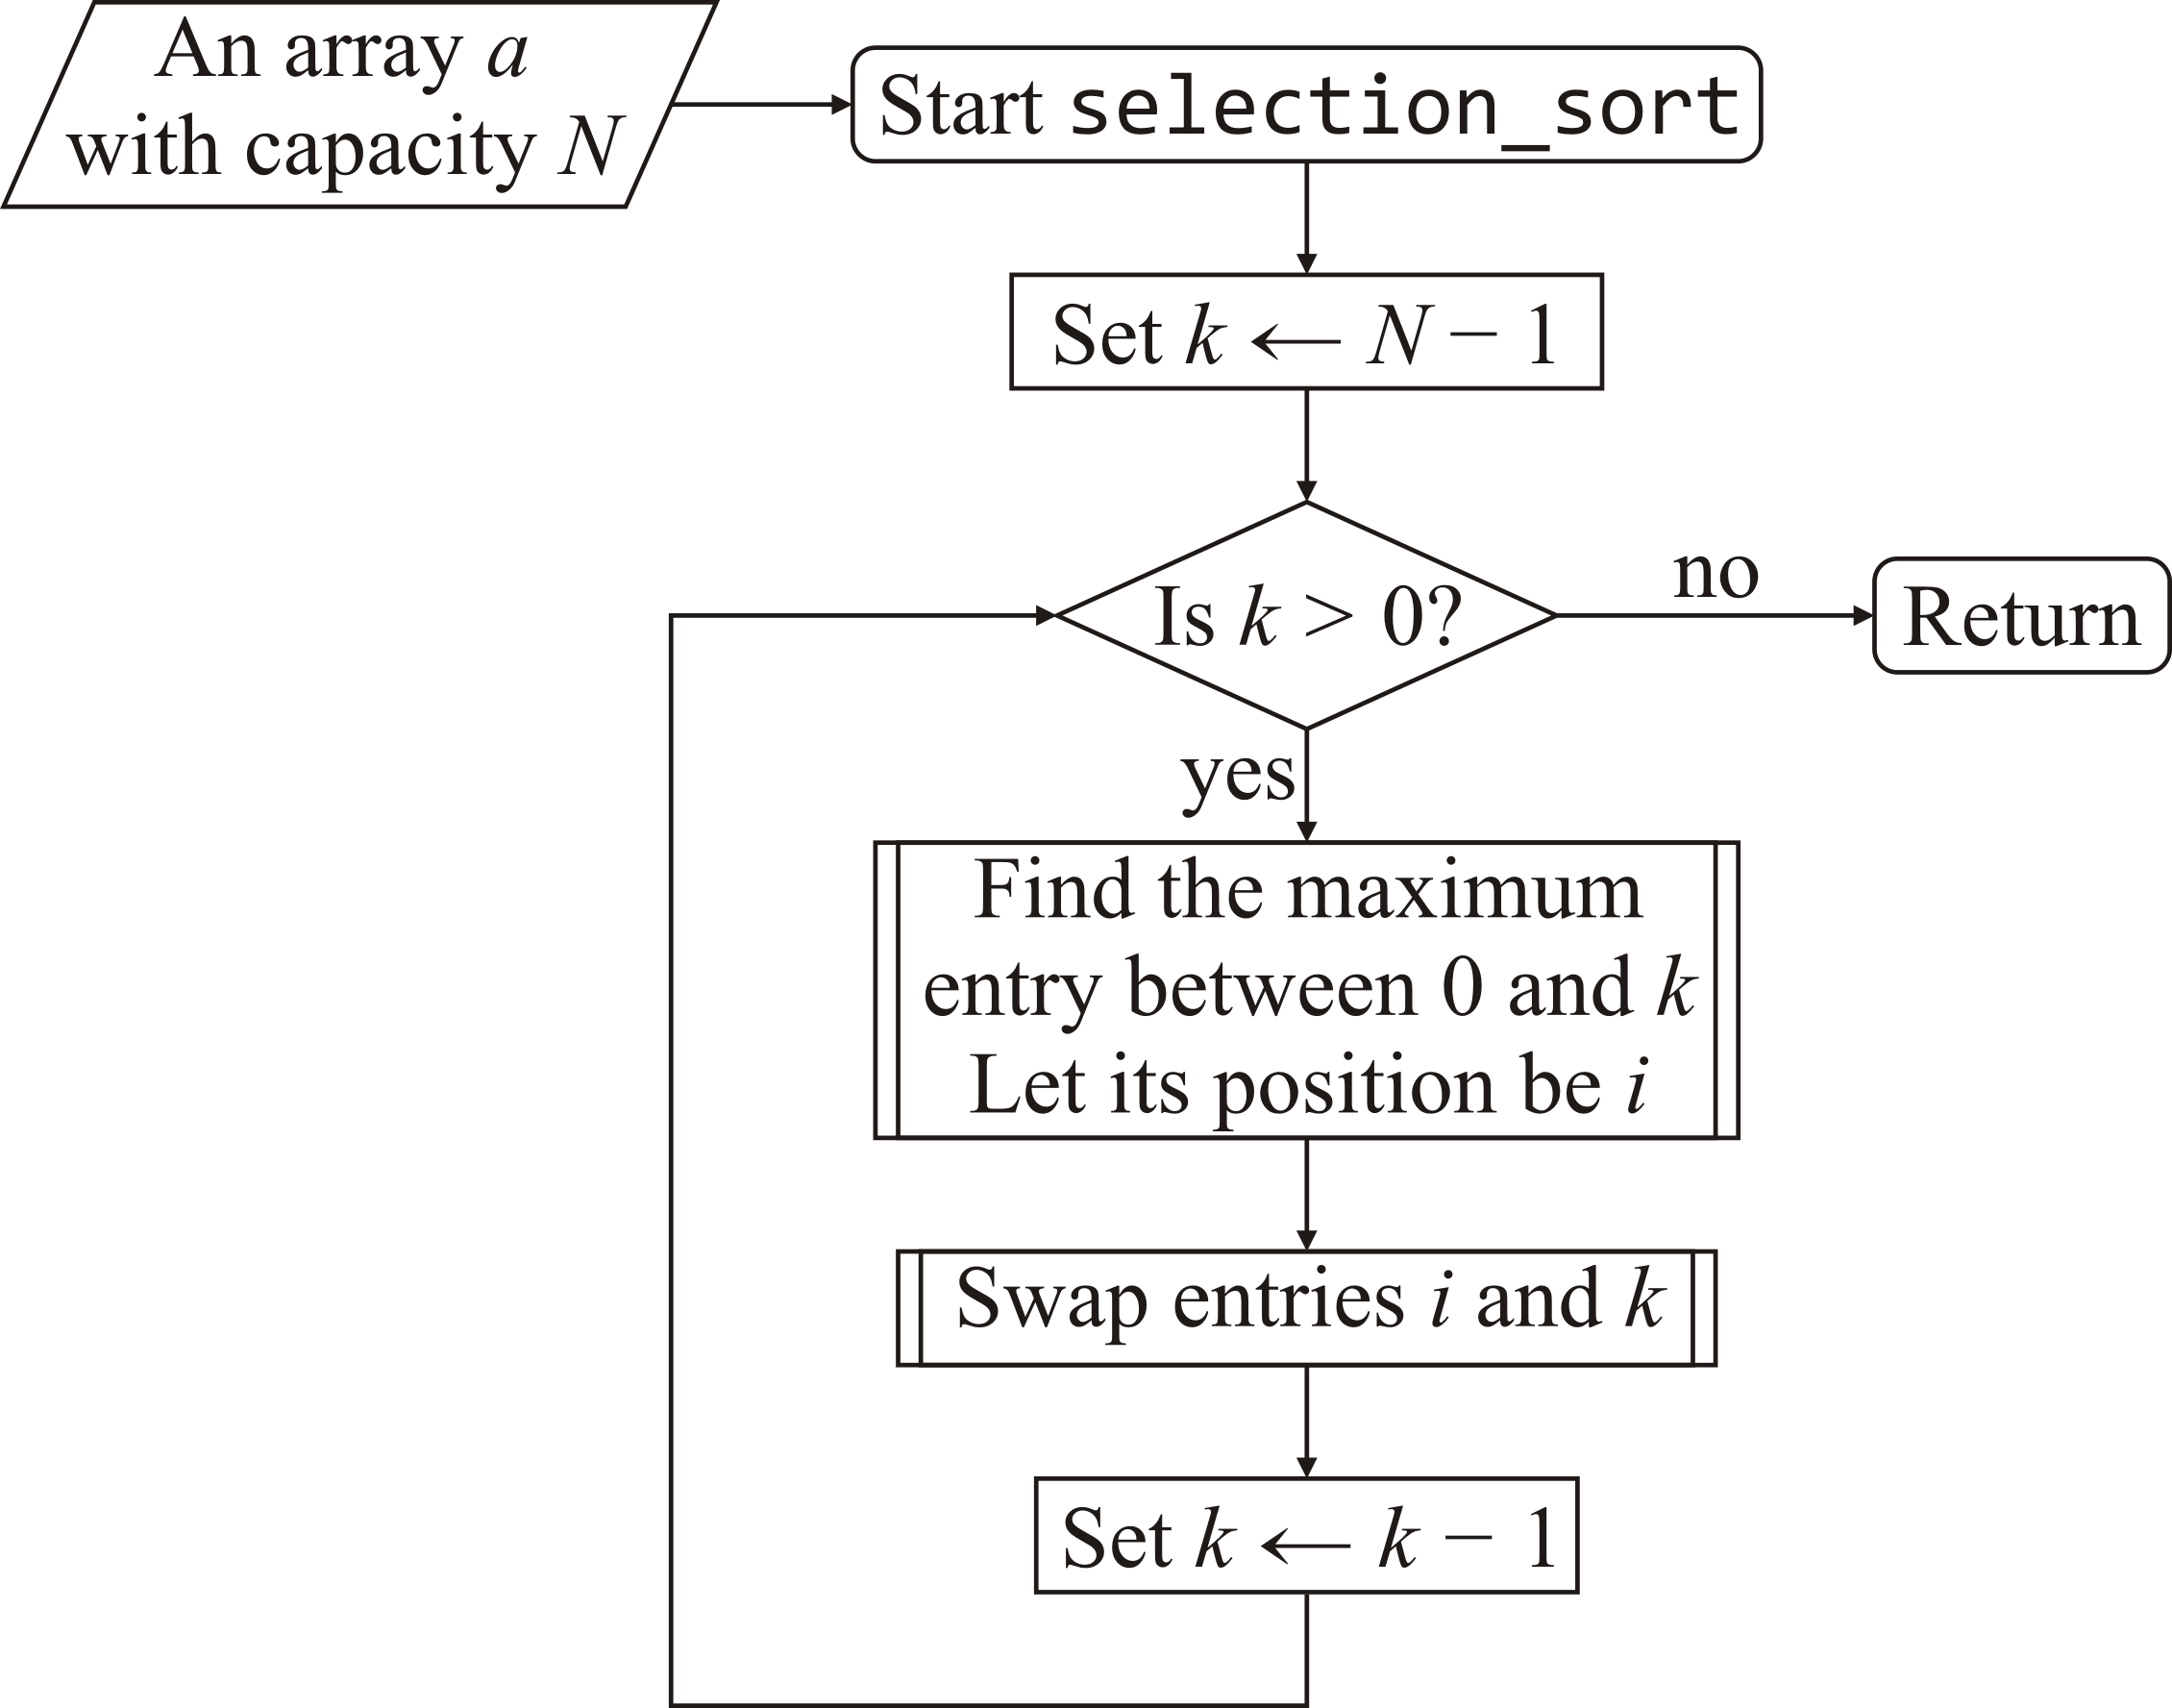 An array a
with capacity N
Start selection_sort
Set k ← N − 1
Is k > 0?
no
Return
yes
Find the maximum
entry between 0 and k
Let its position be i
Swap entries i and k
Set k ← k − 1